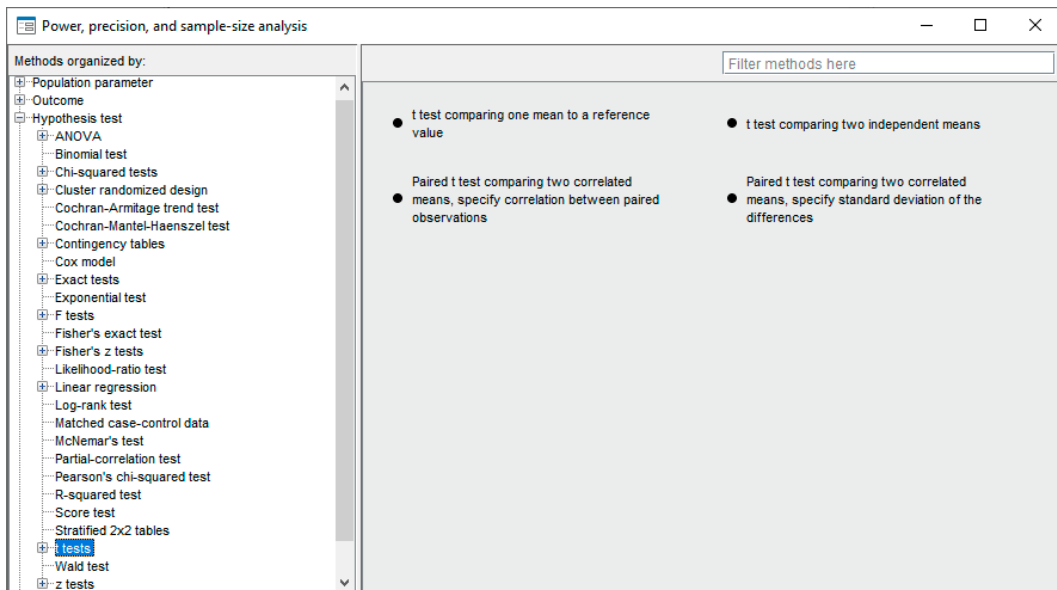 Power, precision, and sample-size analysis
Methods organized by:
Filter methods here
Population parameter
Outcome
Hypothesis test
ANOVA
Binomial test
Chi-squared tests
Cluster randomized design
Cochran-Armitage trend test
Cochran-Mantel-Haenszel test
Contingency tables
Cox model
Exact tests
Exponential test
F tests
Fisher's exact test
Fisher's z tests
Likelihood-ratio test
Linear regression
Log-rank test
Matched case-control data
McNemar's test
Partial-correlation test
Pearson's chi-squared test
R-squared test
Score test
Stratified 2x2 tables
t tests
Wald test
z tests
t test comparing one mean to a reference
value
t test comparing two independent means
Paired t test comparing two correlated
means, specify correlation between paired
observations
Paired t test comparing two correlated
means, specify standard deviation of the
differences